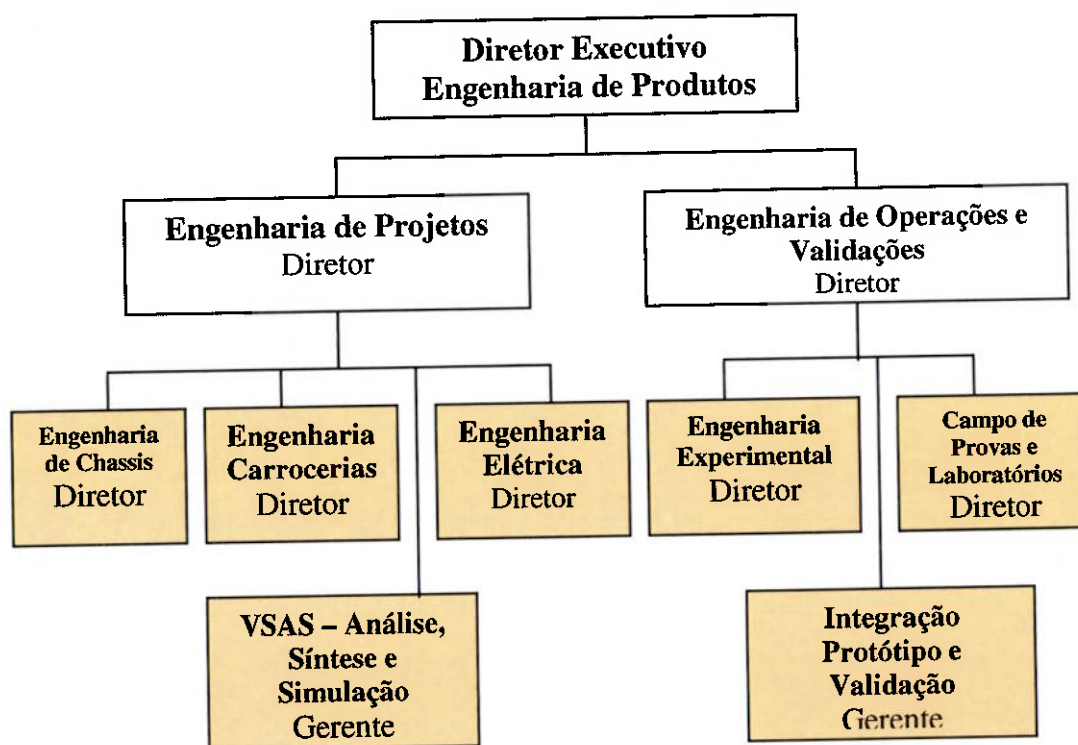 Diretor Executivo
Engenharia de Produtos
Engenharia de Projetos
Diretor
Engenharia de Operações e
Validações
Diretor
Engenharia
de Chassis
Diretor
Engenharia
Carrocerias
Diretor
Engenharia
Elétrica
Diretor
Engenharia
Experimental
Diretor
Campo de
Provas e
Laboratórios
Diretor
VSAS – Análise,
Síntese e
Simulação
Gerente
Integração
Protótipo e
Validação
Gerente